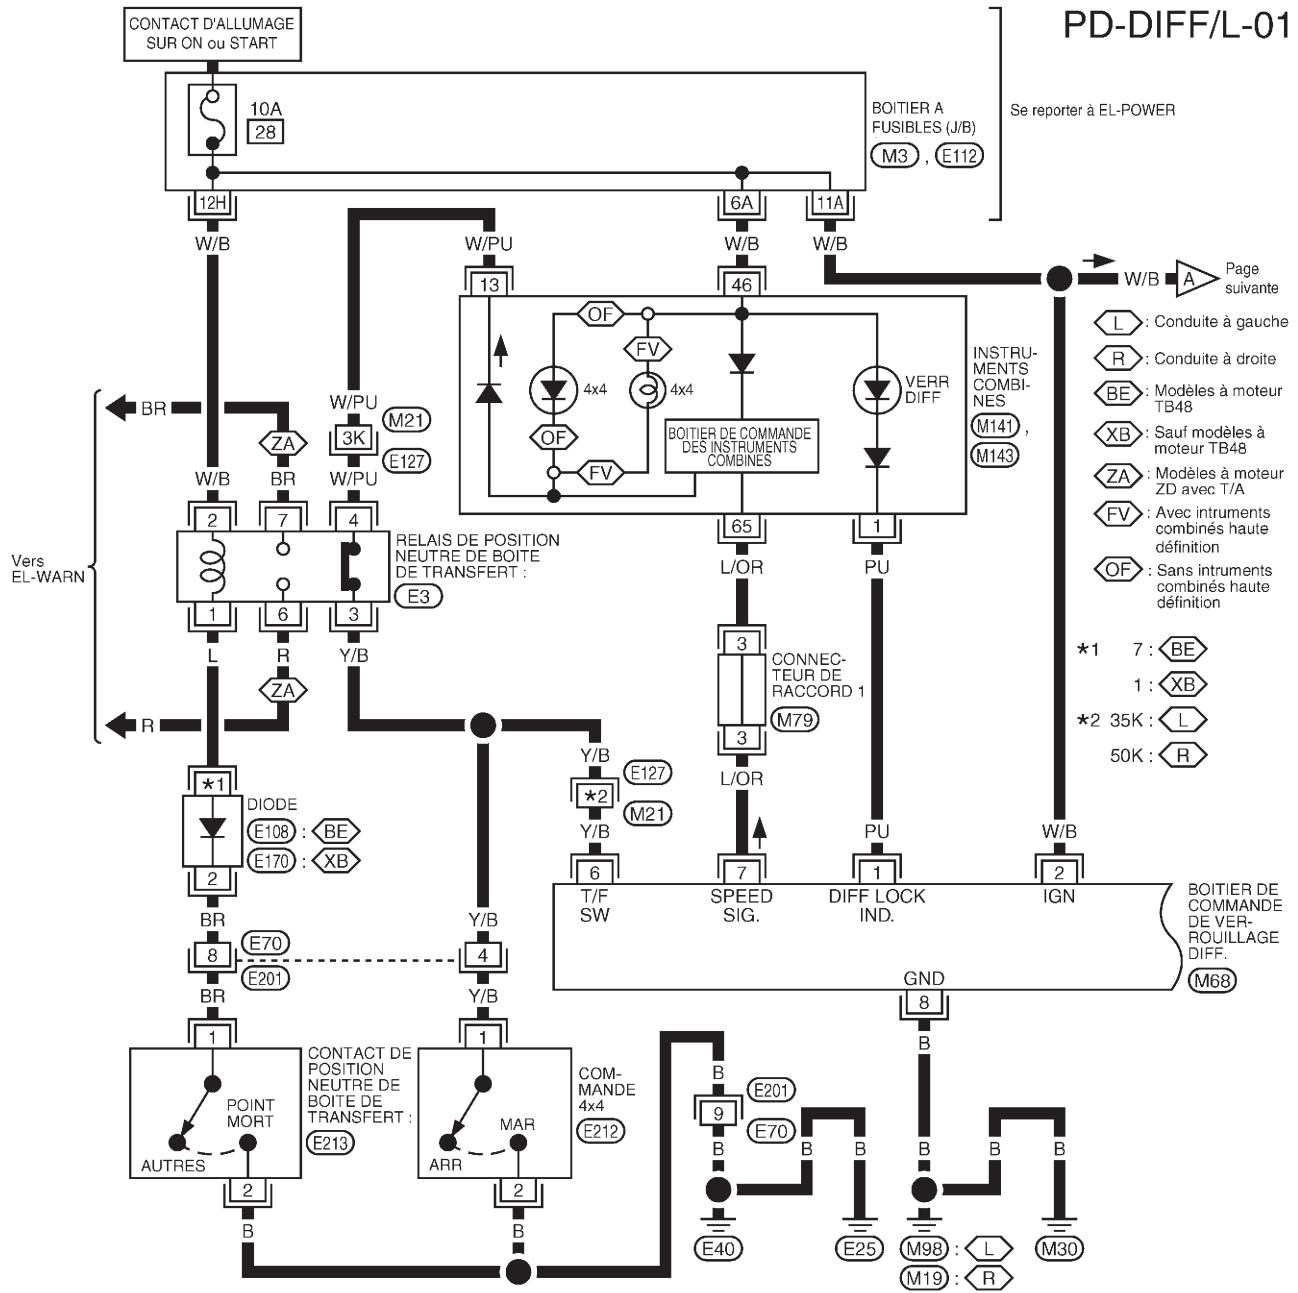 PD-DIFF/L-01
CONTACT D'ALLUMAGE
SUR ON ou START
10A
28
BOITIER A
FUSIBLES (J/B)
M3 , E112
Se reporter à EL-POWER
12H
6A
11A
W/B
W/PU
W/B
W/B
13
46
W/B
A
Page
suivante
L : Conduite à gauche
R : Conduite à droite
BE : Modèles à moteur
TB48
XB : Sauf modèles à
moteur TB48
ZA : Modèles à moteur
ZD avec T/A
FV : Avec intruments
combinés haute
définition
OF : Sans intruments
combinés haute
définition
*1 7 : BE
1 : XB
*2 35K : L
50K : R
OF
FV
4x4
4x4
OF
FV
VERR
DIFF
BOITIER DE COMMANDE
DES INSTRUMENTS
COMBINES
INSTRU-
MENTS
COMBI-
NES
M141 ,
M143
BR
ZA
W/PU
M21
3K
E127
W/B
BR
W/PU
2
7
4
Vers
EL-WARN
RELAIS DE POSITION
NEUTRE DE BOITE
DE TRANSFERT :
E3
1
6
3
L
R
Y/B
ZA
R
65
1
L/OR
PU
3
CONNEC-
TEUR DE
RACCORD 1
M79
3
L/OR
Y/B
E127
*2
M21
Y/B
*1
DIODE
E108 : BE
E170 : XB
2
BR
PU
W/B
6
7
1
2
T/F
SW
SPEED
SIG.
DIFF LOCK
IND.
IGN
GND
8
BOITIER DE
COMMANDE
DE VER-
ROUILLAGE
DIFF.
M68
Y/B
8
E70
E201
4
BR
Y/B
1
1
CONTACT DE
POSITION
NEUTRE DE
BOITE DE
TRANSFERT :
E213
POINT
MORT
AUTRES
COM-
MANDE
4x4
E212
MAR
ARR
2
2
B
B
B
E201
9
E70
B
B
B
B
B
B
B
E40
E25
M98 : L
M19 : R
M30